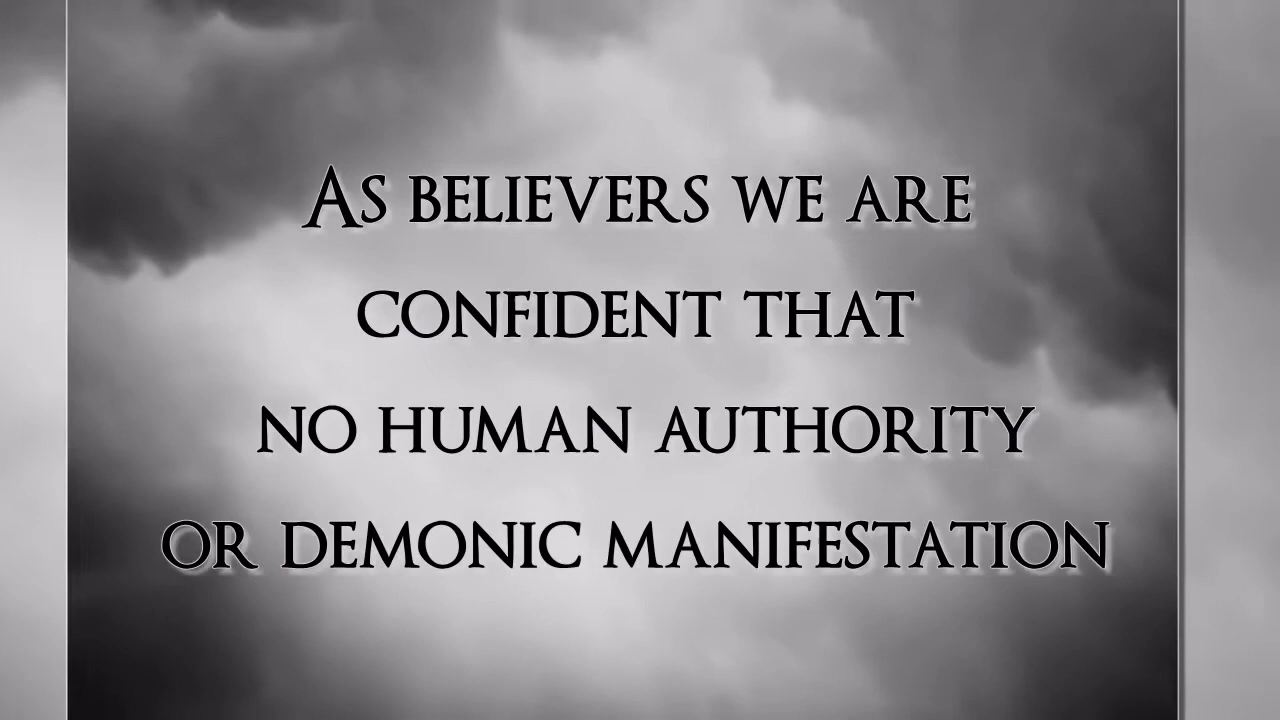 As believers we are
confident that
no human authority
or demonic manifestation